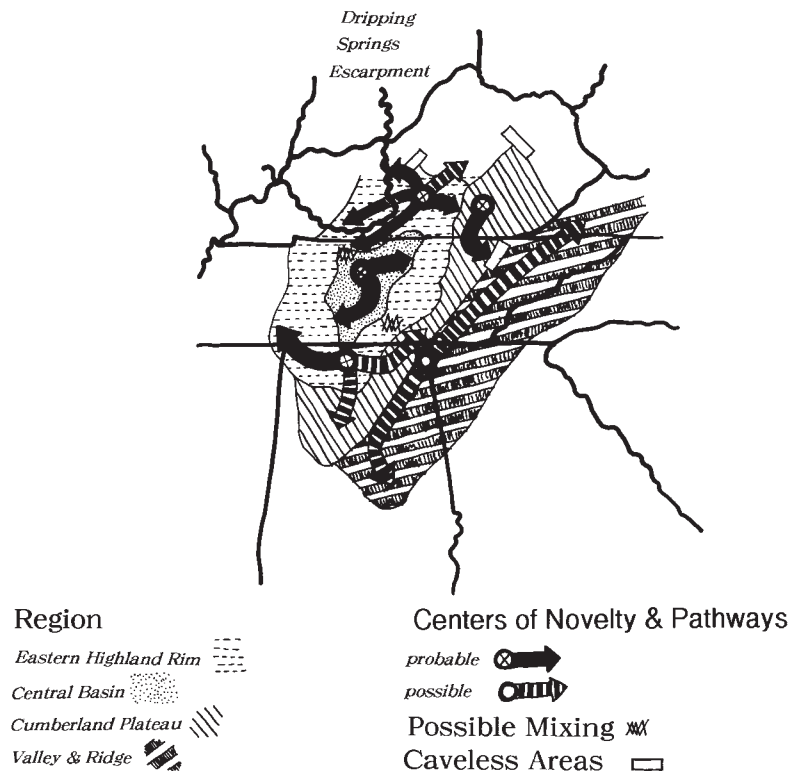 Dripping
Springs
Escarpment
Region
Eastern Highland Rim
Central Basin
Cumberland Plateau
Valley & Ridge
Centers of Novelty & Pathways
probable
possible
Possible Mixing
Caveless Areas